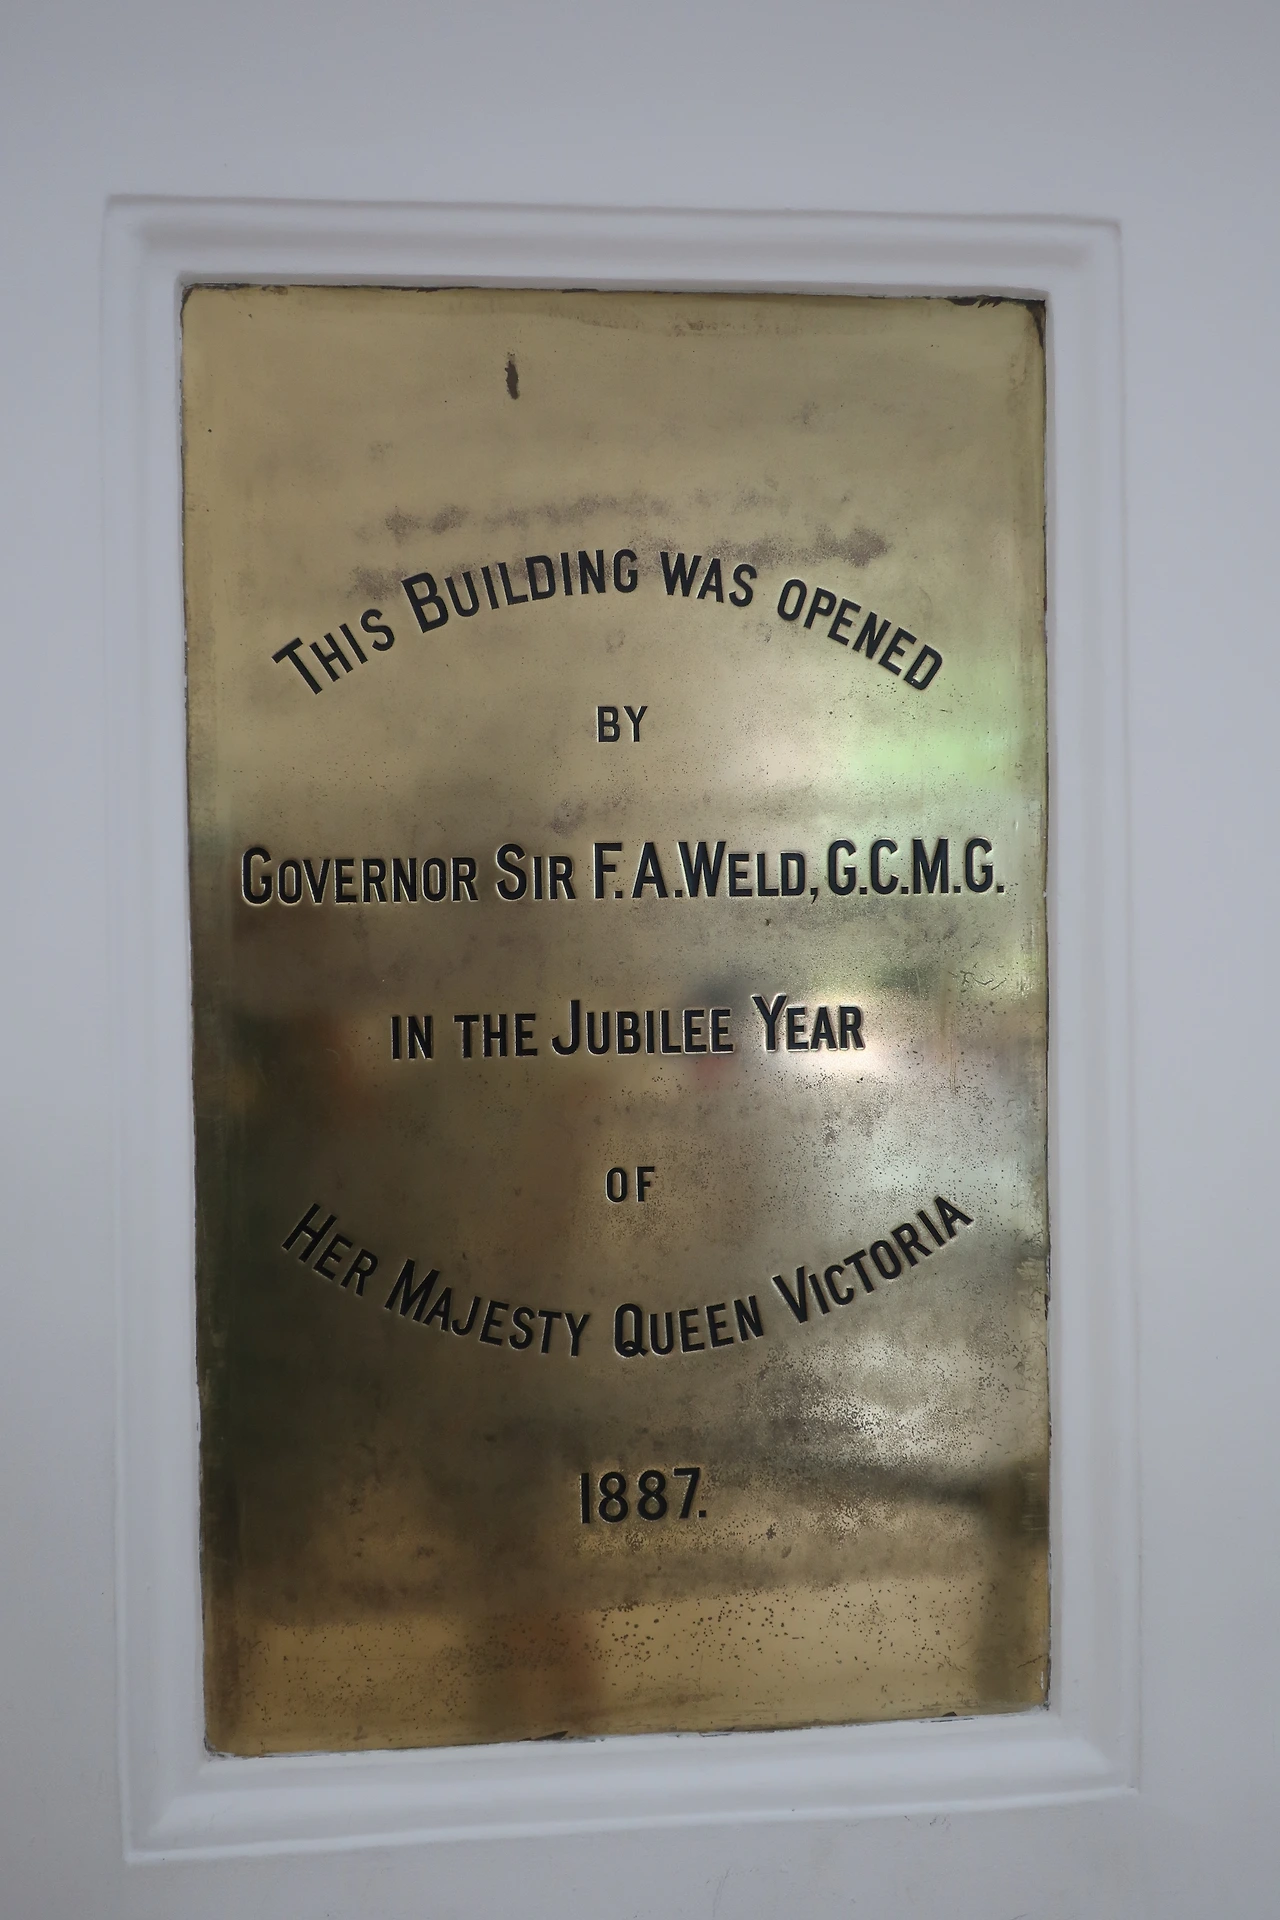 This Building was opened
by
Governor Sir F.A. Weld, G.C.M.G.
in the Jubilee Year
of
Her Majesty Queen Victoria
1887.